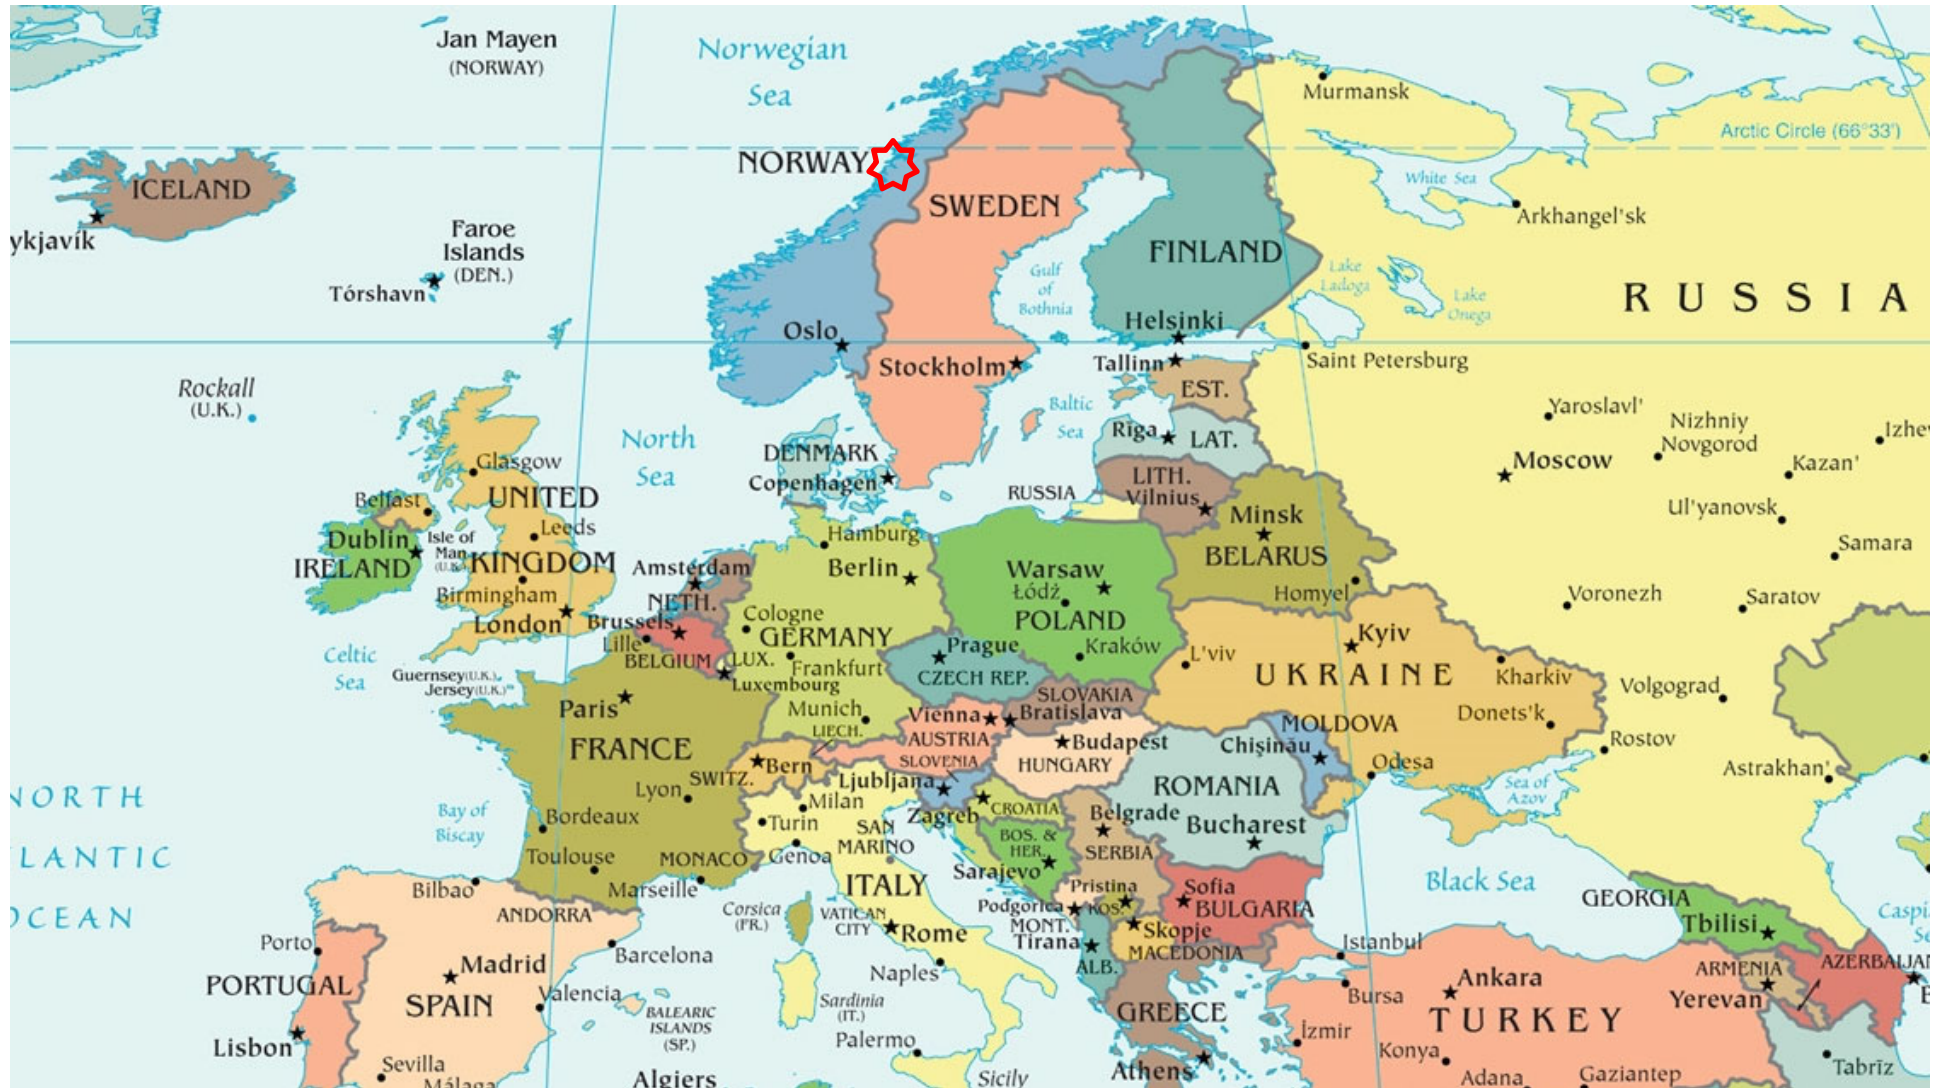 Jan Mayen
(NORWAY)
Norwegian
Sea
Murmansk
Arctic Circle (66°33')
NORWAY
ICELAND
SWEDEN
White Sea
Arkhangel'sk
ykjavík
Faroe
Islands
(DEN.)
Tórshavn
FINLAND
Gulf
of
Bothnia
Lake
Ladoga
Lake
Onega
RUSSIA
Oslo
Helsinki
Stockholm
Tallinn
Saint Petersburg
Rockall
(U.K.)
EST.
Baltic
Sea
Yaroslavl'
Nizhniy
Novgorod
Izhe
North
Sea
Riga
LAT.
DENMARK
Copenhagen
Moscow
Kazan'
Glasgow
LITH.
Vilnius
RUSSIA
UNITED
KINGDOM
Belfast
Leeds
Minsk
BELARUS
Ul'yanovsk
Samara
Dublin
IRELAND
Isle of
Man
(U.K.)
Hamburg
Berlin
Amsterdam
NETH.
Warsaw
Łódź
POLAND
Homyel'
Voronezh
Saratov
Birmingham
London
Brussels
Cologne
GERMANY
Lille
BELGIUM
LUX.
Frankfurt
Luxembourg
Prague
CZECH REP.
Kraków
L'viv
Kyiv
UKRAINE
Kharkiv
Volgograd
Celtic
Sea
Guernsey (U.K.)
Jersey (U.K.)
Paris
Munich
LIECH.
Vienna
AUSTRIA
SLOVAKIA
Bratislava
MOLDOVA
Chişinău
Donets'k
Rostov
FRANCE
SWITZ.
Bern
SLOVENIA
Ljubljana
Budapest
HUNGARY
ROMANIA
Odesa
Astrakhan'
Sea of
Azov
NORTH
LANTIC
OCEAN
Bay of
Biscay
Lyon
Milan
Turin
Zagreb
CROATIA
Belgrade
Bucharest
Bordeaux
Genoa
SAN
MARINO
BOS. &
HER.
Sarajevo
SERBIA
Toulouse
MONACO
Marseille
ITALY
Pristina
KOS.
Sofia
BULGARIA
Black Sea
GEORGIA
Tbilisi
Bilbao
ANDORRA
Corsica
(FR.)
VATICAN
CITY
Rome
Podgorica
MONT.
Tirana
Skopje
MACEDONIA
Caspi
Se
Porto
Barcelona
Naples
ALB.
Istanbul
ARMENIA
AZERBAIJAN
Yerevan
B
PORTUGAL
Madrid
SPAIN
Valencia
BALEARIC
ISLANDS
(SP.)
Sardinia
(IT.)
GREECE
Bursa
Ankara
TURKEY
Lisbon
Palermo
İzmir
Konya
Tabrīz
Sevilla
Málaga
Algiers
Sicily
Athens
Adana
Gaziantep